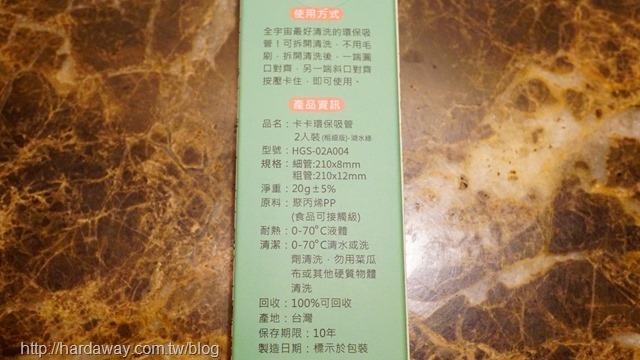 使用方式
全宇宙最好清洗的環保吸
管！可拆開清洗，不用毛
刷，拆開清洗後，一端圓
口對齊，另一端斜口對齊
按壓卡住，即可使用。
產品資訊
品名：卡卡環保吸管
2人裝(粗細版)-湖水綠
型號：HGS-02A004
規格：細管:210x8mm
粗管:210x12mm
淨重：20g±5%
原料：聚丙烯PP
(食品可接觸級)
耐熱：0-70°C液體
清潔：0-70°C清水或洗
劑清洗，勿用菜瓜
布或其他硬質物體
清洗
回收：100%可回收
產地：台灣
保存期限：10年
製造日期：標示於包裝
http://hardaway.com.tw/blog